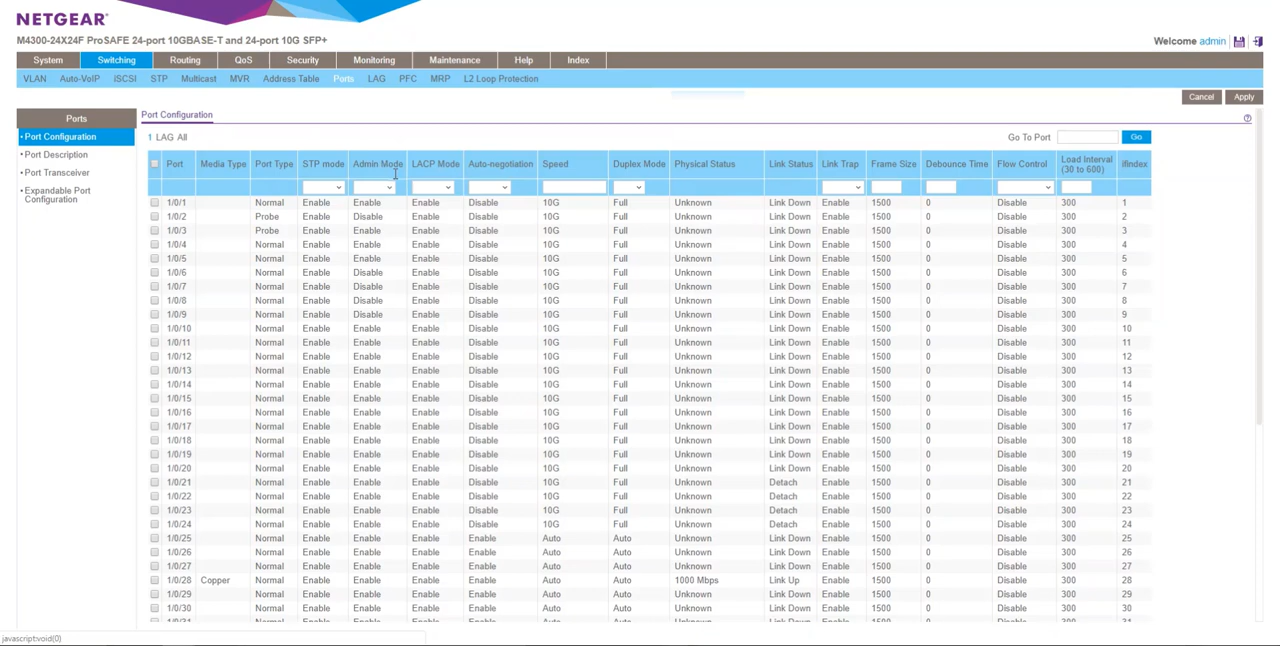 NETGEAR®
M4300-24X24F ProSAFE 24-port 10GBASE-T and 24-port 10G SFP+
Welcome admin
System Switching Routing QoS Security Monitoring Maintenance Help Index
VLAN Auto-VoIP iSCSI STP Multicast MVR Address Table Ports LAG PFC MRP L2 Loop Protection
Cancel Apply
Ports
Port Configuration
Port Description
Port Transceiver
Expandable Port
Configuration
Port Configuration
1 LAG All Go To Port Go
Port Media Type Port Type STP mode Admin Mode LACP Mode Auto-negotiation Speed Duplex Mode Physical Status Link Status Link Trap Frame Size Debounce Time Flow Control Load Interval (30 to 600) ifindex
1/0/1 Normal Enable Enable Enable Disable 10G Full Unknown Link Down Enable 1500 0 Disable 300 1
1/0/2 Probe Enable Disable Enable Disable 10G Full Unknown Link Down Enable 1500 0 Disable 300 2
1/0/3 Probe Enable Enable Enable Disable 10G Full Unknown Link Down Enable 1500 0 Disable 300 3
1/0/4 Normal Enable Enable Enable Disable 10G Full Unknown Link Down Enable 1500 0 Disable 300 4
1/0/5 Normal Enable Enable Enable Disable 10G Full Unknown Link Down Enable 1500 0 Disable 300 5
1/0/6 Normal Enable Disable Enable Disable 10G Full Unknown Link Down Enable 1500 0 Disable 300 6
1/0/7 Normal Enable Disable Enable Disable 10G Full Unknown Link Down Enable 1500 0 Disable 300 7
1/0/8 Normal Enable Disable Enable Disable 10G Full Unknown Link Down Enable 1500 0 Disable 300 8
1/0/9 Normal Enable Disable Enable Disable 10G Full Unknown Link Down Enable 1500 0 Disable 300 9
1/0/10 Normal Enable Enable Enable Disable 10G Full Unknown Link Down Enable 1500 0 Disable 300 10
1/0/11 Normal Enable Enable Enable Disable 10G Full Unknown Link Down Enable 1500 0 Disable 300 11
1/0/12 Normal Enable Enable Enable Disable 10G Full Unknown Link Down Enable 1500 0 Disable 300 12
1/0/13 Normal Enable Enable Enable Disable 10G Full Unknown Link Down Enable 1500 0 Disable 300 13
1/0/14 Normal Enable Enable Enable Disable 10G Full Unknown Link Down Enable 1500 0 Disable 300 14
1/0/15 Normal Enable Enable Enable Disable 10G Full Unknown Link Down Enable 1500 0 Disable 300 15
1/0/16 Normal Enable Enable Enable Disable 10G Full Unknown Link Down Enable 1500 0 Disable 300 16
1/0/17 Normal Enable Enable Enable Disable 10G Full Unknown Link Down Enable 1500 0 Disable 300 17
1/0/18 Normal Enable Enable Enable Disable 10G Full Unknown Link Down Enable 1500 0 Disable 300 18
1/0/19 Normal Enable Enable Enable Disable 10G Full Unknown Link Down Enable 1500 0 Disable 300 19
1/0/20 Normal Enable Enable Enable Disable 10G Full Unknown Link Down Enable 1500 0 Disable 300 20
1/0/21 Normal Enable Enable Enable Disable 10G Full Unknown Detach Enable 1500 0 Disable 300 21
1/0/22 Normal Enable Enable Enable Disable 10G Full Unknown Detach Enable 1500 0 Disable 300 22
1/0/23 Normal Enable Enable Enable Disable 10G Full Unknown Detach Enable 1500 0 Disable 300 23
1/0/24 Normal Enable Enable Enable Disable 10G Full Unknown Detach Enable 1500 0 Disable 300 24
1/0/25 Normal Enable Enable Enable Enable Auto Auto Unknown Link Down Enable 1500 0 Disable 300 25
1/0/26 Normal Enable Enable Enable Enable Auto Auto Unknown Link Down Enable 1500 0 Disable 300 26
1/0/27 Normal Enable Enable Enable Enable Auto Auto Unknown Link Down Enable 1500 0 Disable 300 27
1/0/28 Copper Normal Enable Enable Enable Enable Auto Auto 1000 Mbps Link Up Enable 1500 0 Disable 300 28
1/0/29 Normal Enable Enable Enable Enable Auto Auto Unknown Link Down Enable 1500 0 Disable 300 29
1/0/30 Normal Enable Enable Enable Enable Auto Auto Unknown Link Down Enable 1500 0 Disable 300 30
javascript:void(0)